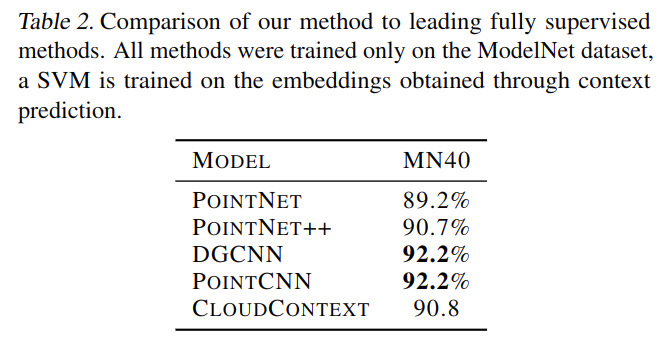 Table 2. Comparison of our method to leading fully supervised
methods. All methods were trained only on the ModelNet dataset,
a SVM is trained on the embeddings obtained through context
prediction.
MODEL MN40
POINTNET 89.2%
POINTNET++ 90.7%
DGCNN 92.2%
POINTCNN 92.2%
CLOUDCONTEXT 90.8